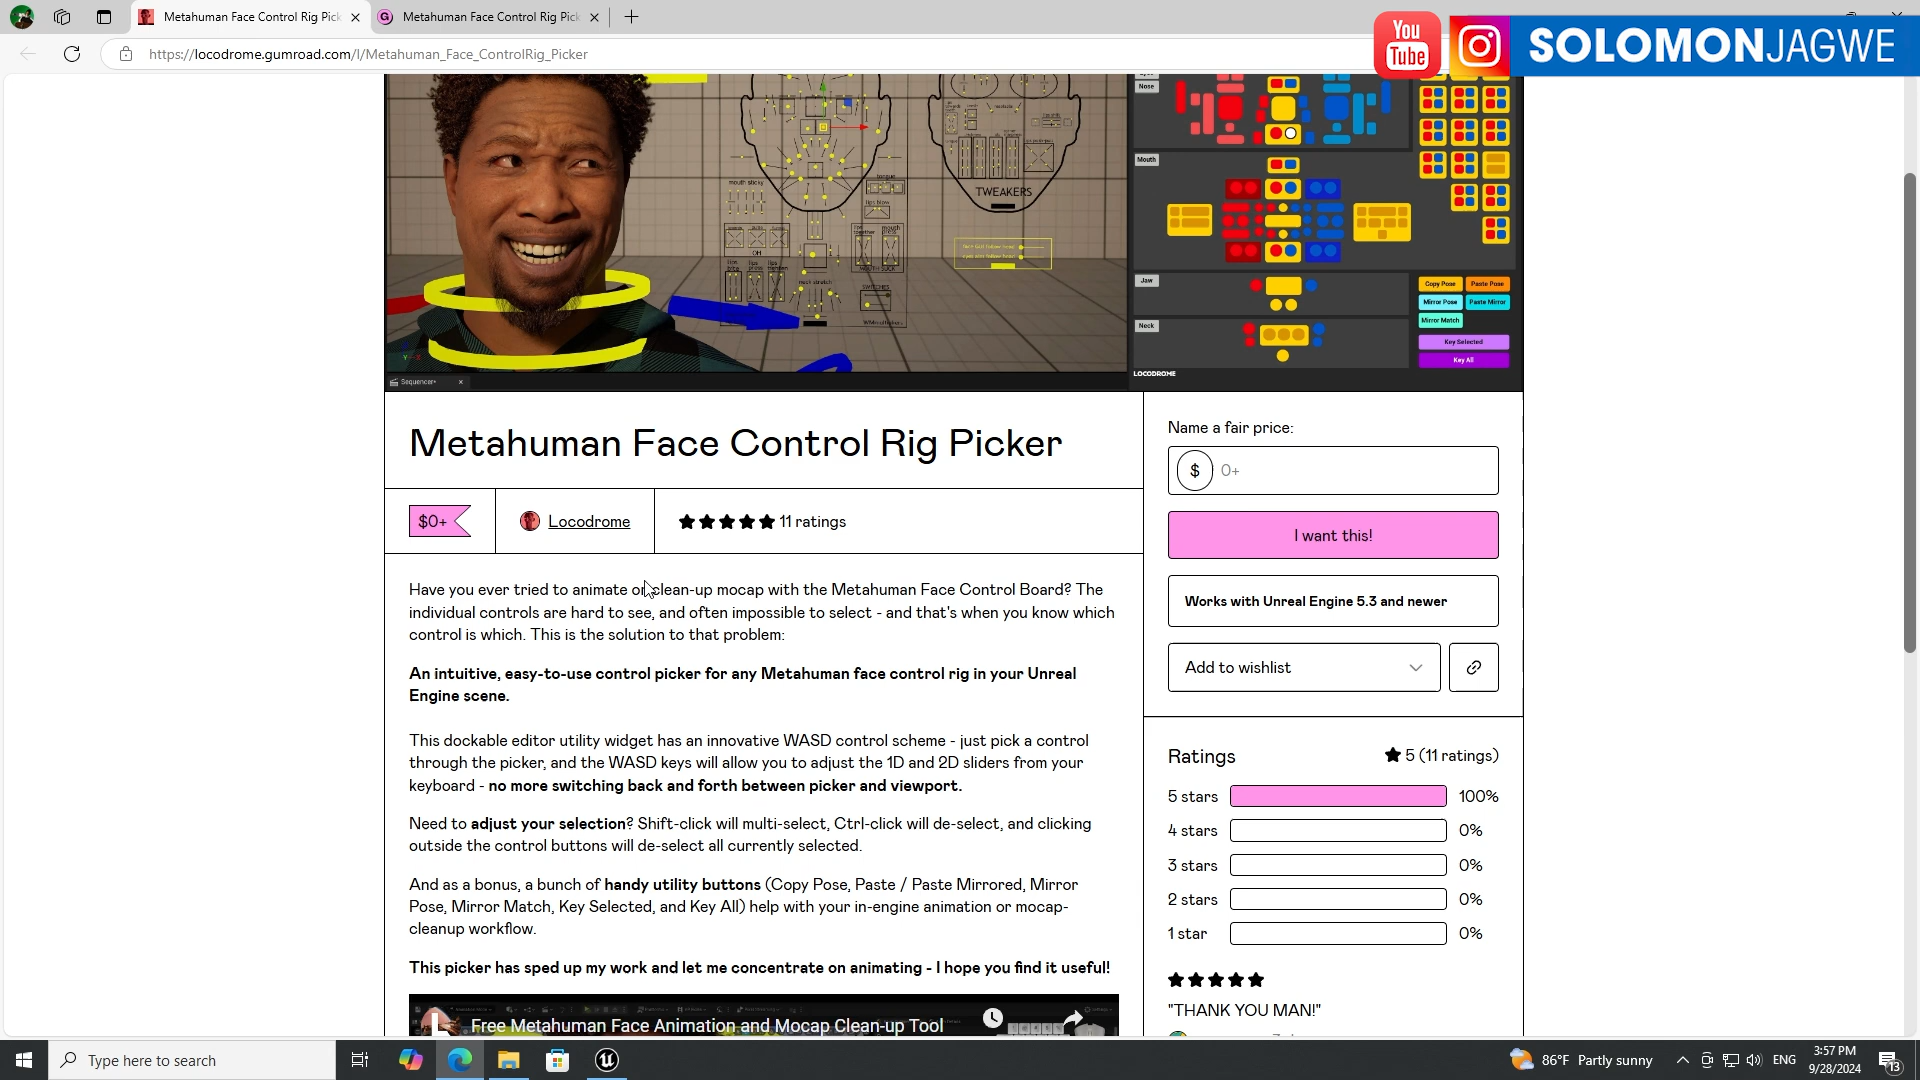 Metahuman Face Control Rig Pick
Metahuman Face Control Rig Pick
https://locodrome.gumroad.com/l/Metahuman_Face_ControlRig_Picker
You
Tube
SOLOMONJAGWE
Nose
Mouth
Jaw
Neck
LOCODROME
Copy Pose
Paste Pose
Mirror Pose
Paste Mirror
Mirror Match
Key Selected
Key All
mouth sticky
tongue
lips blow
OH
neck stretch
SWITCHES
TWEAKERS
Sequencer*
Metahuman Face Control Rig Picker
$0+
Locodrome
11 ratings
Have you ever tried to animate or clean-up mocap with the Metahuman Face Control Board? The
individual controls are hard to see, and often impossible to select - and that's when you know which
control is which. This is the solution to that problem:
An intuitive, easy-to-use control picker for any Metahuman face control rig in your Unreal
Engine scene.
This dockable editor utility widget has an innovative WASD control scheme - just pick a control
through the picker, and the WASD keys will allow you to adjust the 1D and 2D sliders from your
keyboard - no more switching back and forth between picker and viewport.
Need to adjust your selection? Shift-click will multi-select, Ctrl-click will de-select, and clicking
outside the control buttons will de-select all currently selected.
And as a bonus, a bunch of handy utility buttons (Copy Pose, Paste / Paste Mirrored, Mirror
Pose, Mirror Match, Key Selected, and Key All) help with your in-engine animation or mocap-
cleanup workflow.
This picker has sped up my work and let me concentrate on animating - I hope you find it useful!
Free Metahuman Face Animation and Mocap Clean-up Tool
Name a fair price:
$
0+
I want this!
Works with Unreal Engine 5.3 and newer
Add to wishlist
Ratings
5 (11 ratings)
5 stars
100%
4 stars
0%
3 stars
0%
2 stars
0%
1 star
0%
"THANK YOU MAN!"
Type here to search
86°F Partly sunny
ENG
3:57 PM
9/28/2024
13